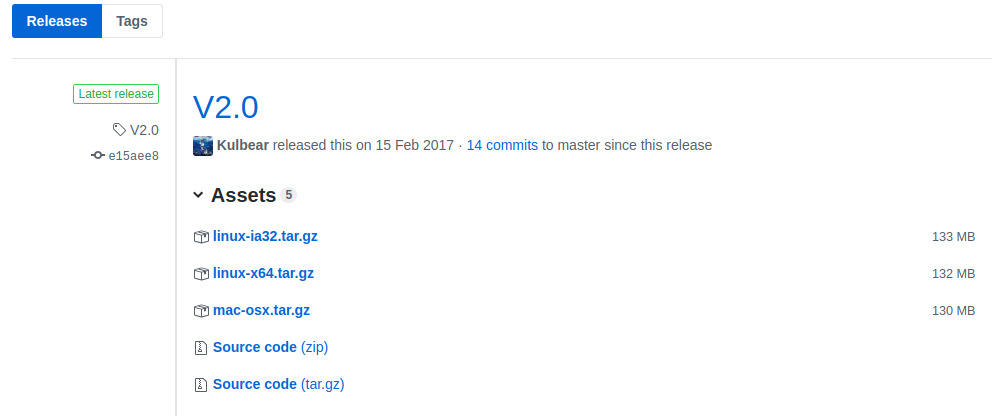 Releases Tags
Latest release
V2.0
e15aee8
V2.0
Kulbear released this on 15 Feb 2017 · 14 commits to master since this release
Assets 5
linux-ia32.tar.gz 133 MB
linux-x64.tar.gz 132 MB
mac-osx.tar.gz 130 MB
Source code (zip)
Source code (tar.gz)